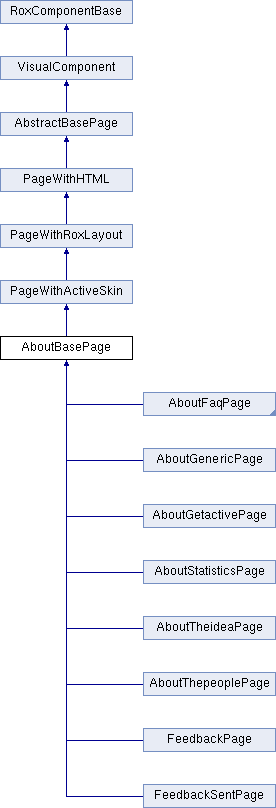 RoxComponentBase
VisualComponent
AbstractBasePage
PageWithHTML
PageWithRoxLayout
PageWithActiveSkin
AboutBasePage
AboutFaqPage
AboutGenericPage
AboutGetactivePage
AboutStatisticsPage
AboutTheideaPage
AboutThepeoplePage
FeedbackPage
FeedbackSentPage